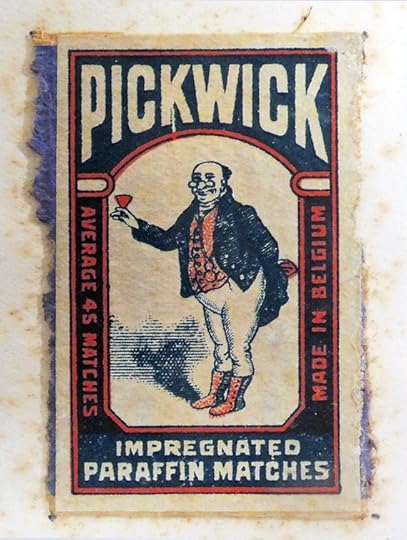 PICKWICK
AVERAGE 45 MATCHES
MADE IN BELGIUM
IMPREGNATED
PARAFFIN MATCHES